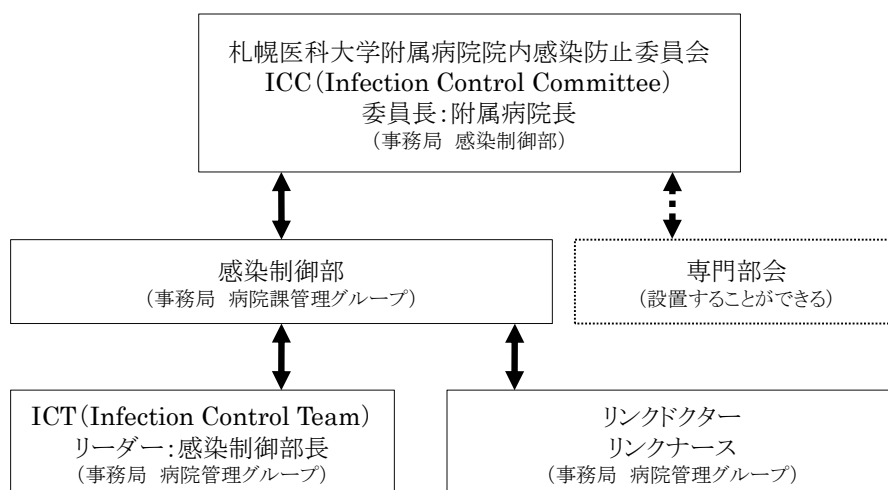 札幌医科大学附属病院院内感染防止委員会
ICC(Infection Control Committee)
委員長:附属病院長
(事務局 感染制御部)
感染制御部
(事務局 病院課管理グループ)
専門部会
(設置することができる)
ICT(Infection Control Team)
リーダー:感染制御部長
(事務局 病院管理グループ)
リンクドクター
リンクナース
(事務局 病院管理グループ)